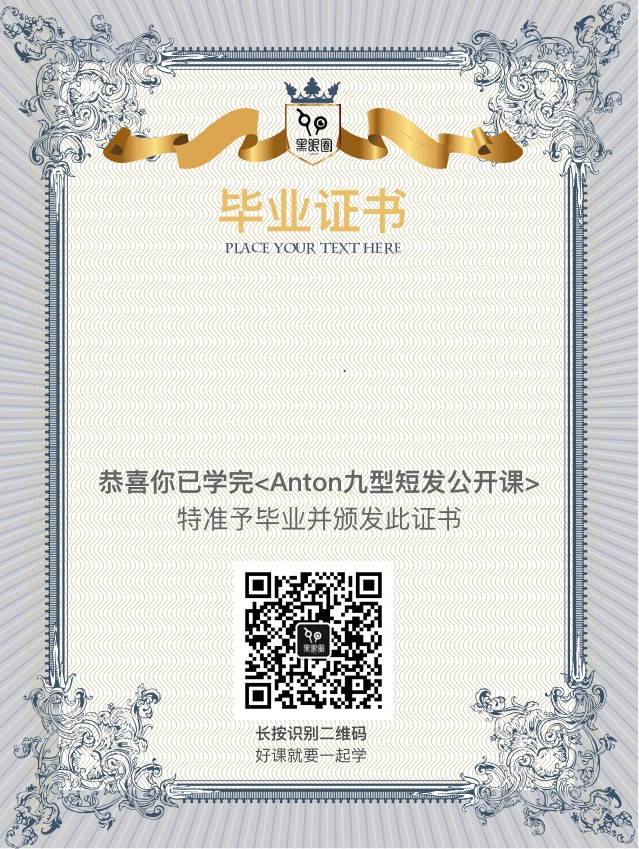 黑眼圈
毕业证书
PLACE YOUR TEXT HERE
恭喜你已学完<Anton九型短发公开课>
特准予毕业并颁发此证书
黑眼圈
长按识别二维码
好课就要一起学